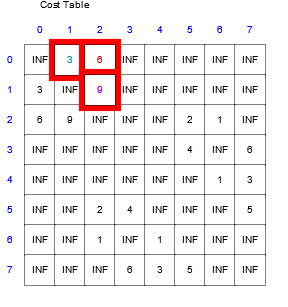 Cost Table
0 1 2 3 4 5 6 7
0 INF 3 6 INF INF INF INF INF
1 3 INF 9 INF INF INF INF INF
2 6 9 INF INF INF 2 1 INF
3 INF INF INF INF INF 4 INF 6
4 INF INF INF INF INF INF 1 3
5 INF INF 2 4 INF INF INF 5
6 INF INF 1 INF 1 INF INF INF
7 INF INF INF 6 3 5 INF INF